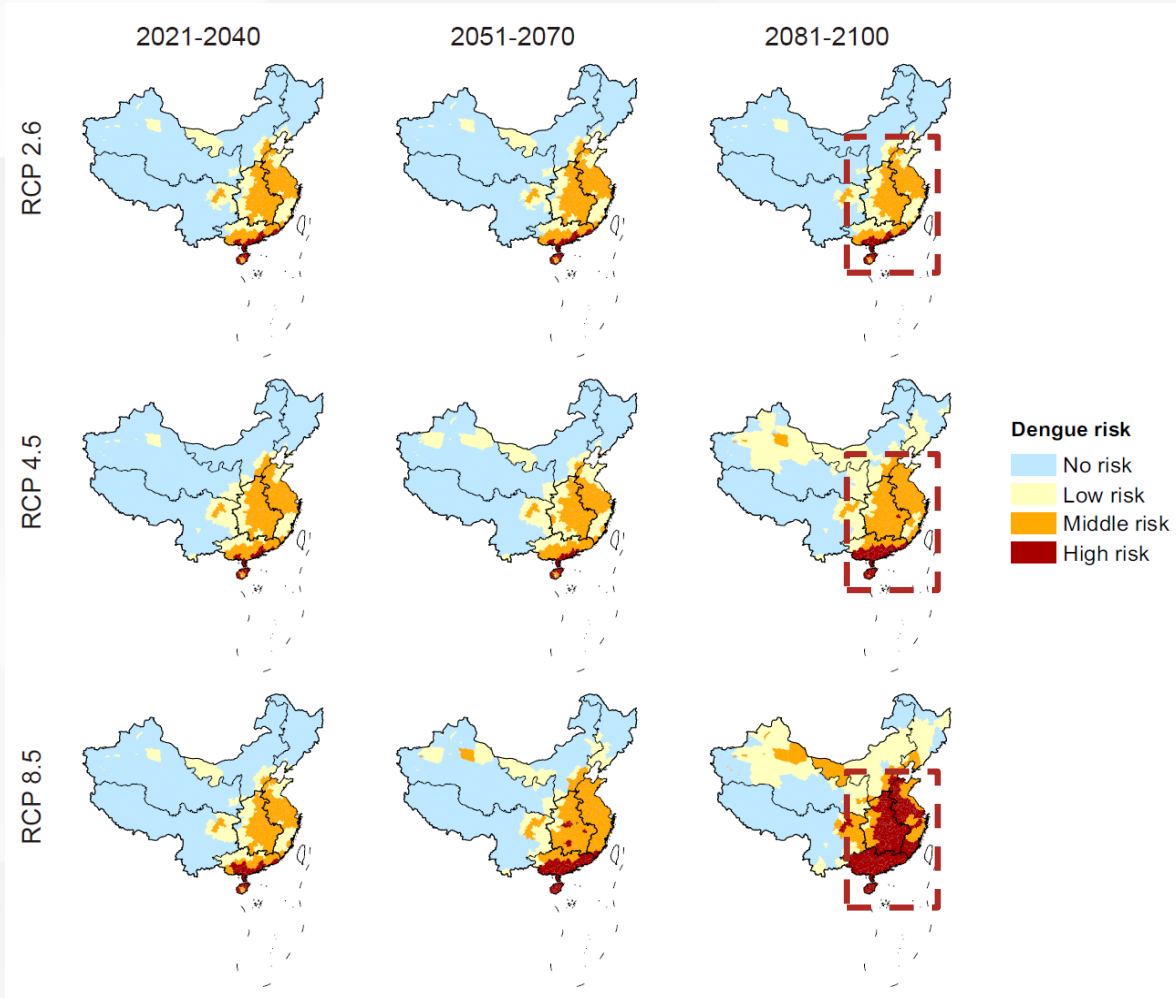 2021-2040 2051-2070 2081-2100
RCP 2.6
RCP 4.5
RCP 8.5
Dengue risk
No risk
Low risk
Middle risk
High risk